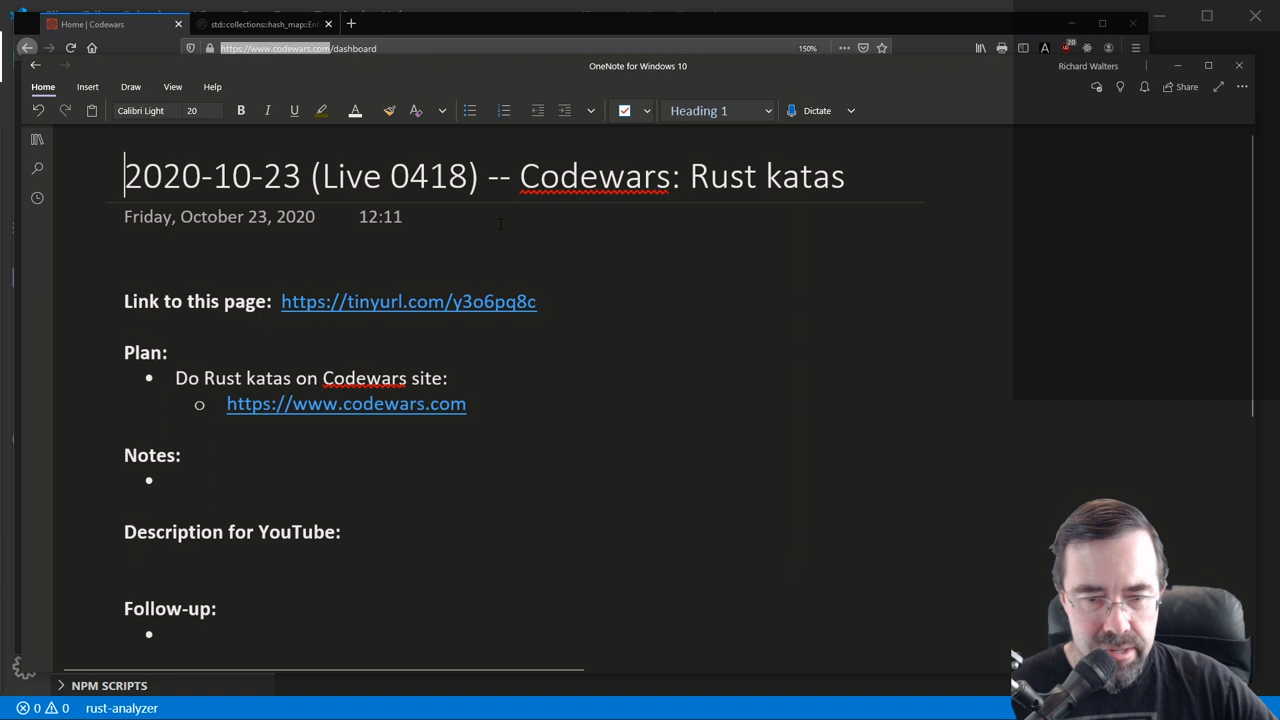 Home | Codewars
std::collections::hash_map::Ent
https://www.codewars.com/dashboard
150%
20
OneNote for Windows 10
Richard Walters
Home
Insert
Draw
View
Help
Calibri Light
20
B
I
U
A
Heading 1
Dictate
Share
2020-10-23 (Live 0418) -- Codewars: Rust katas
Friday, October 23, 2020
12:11
Link to this page: https://tinyurl.com/y3o6pq8c
Plan:
Do Rust katas on Codewars site:
https://www.codewars.com
Notes:
Description for YouTube:
Follow-up:
NPM SCRIPTS
0
0
rust-analyzer